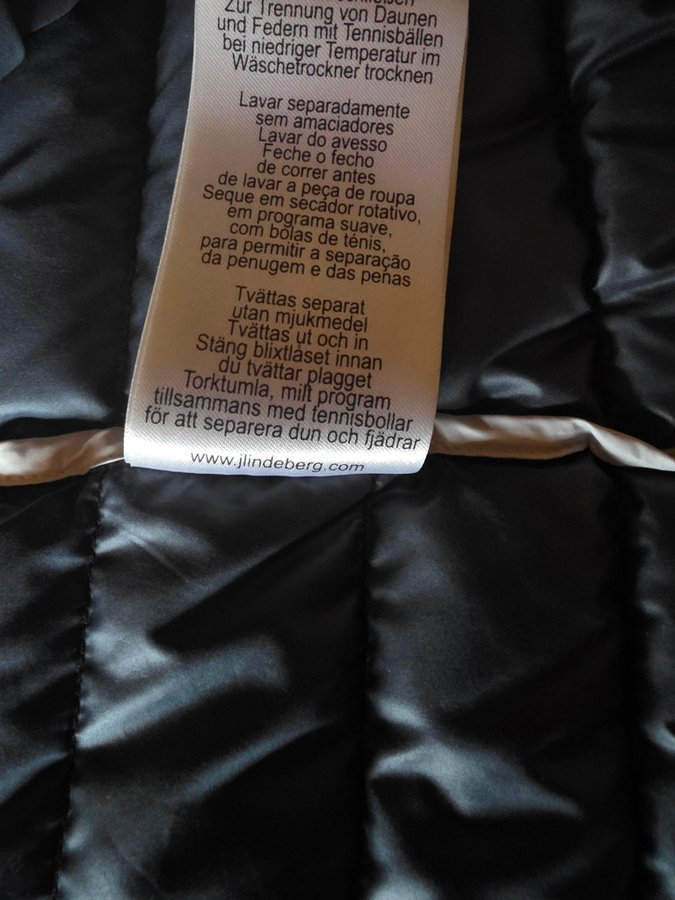 schließen
Zur Trennung von Daunen
und Federn mit Tennisbällen
bei niedriger Temperatur im
Wäschetrockner trocknen
Lavar separadamente
sem amaciadores
Lavar do avesso
Feche o fecho
de correr antes
de lavar a peça de roupa
Seque em secador rotativo,
em programa suave,
com bolas de ténis,
para permitir a separação
da penugem e das penas
Tvättas separat
utan mjukmedel
Tvättas ut och in
Stäng blixtlåset innan
du tvättar plagget
Torktumla, milt program
tillsammans med tennisbollar
för att separera dun och fjädrar
www.jlindeberg.com